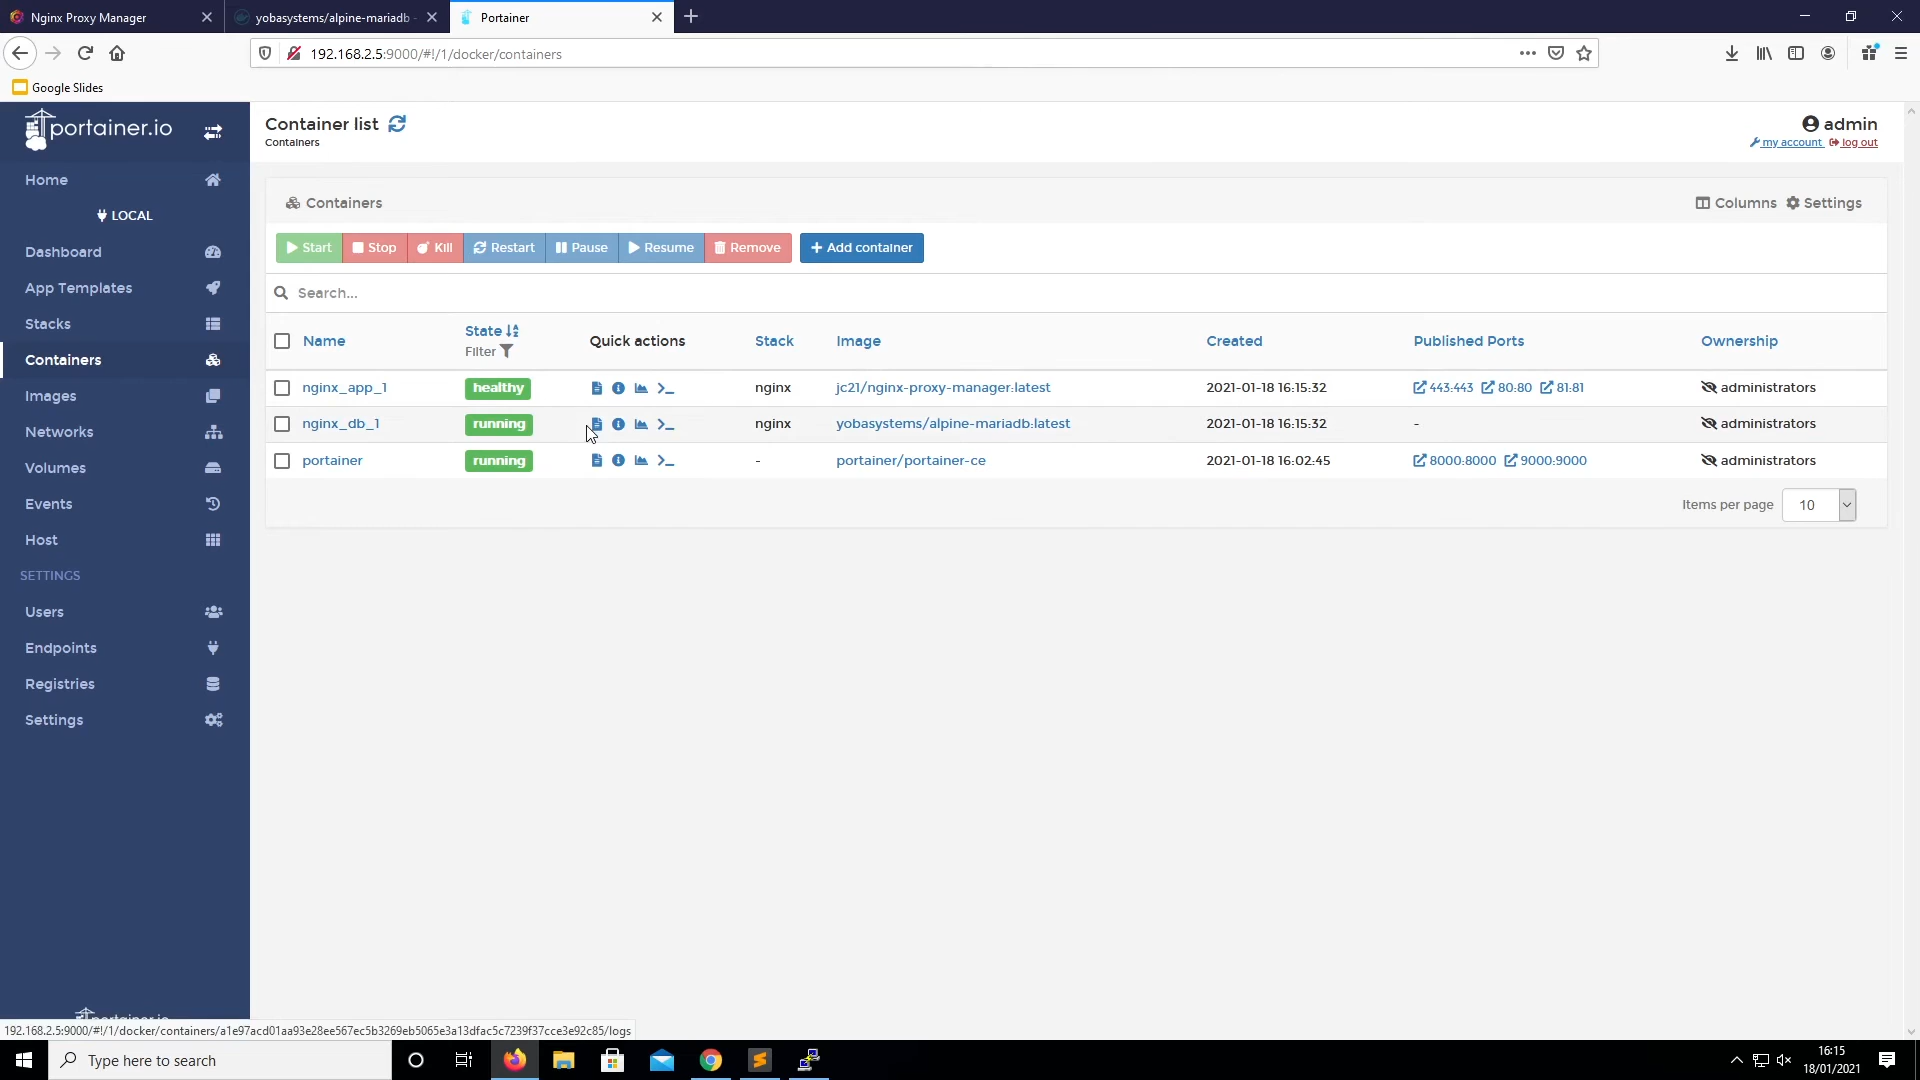 Nginx Proxy Manager
yobasystems/alpine-mariadb -
Portainer
192.168.2.5:9000/#!/1/docker/containers
Google Slides
portainer.io
Container list
Containers
admin
my account log out
Home
LOCAL
Dashboard
App Templates
Stacks
Containers
Images
Networks
Volumes
Events
Host
SETTINGS
Users
Endpoints
Registries
Settings
Containers
Columns Settings
Start Stop Kill Restart Pause Resume Remove + Add container
Search...
Name State Filter Quick actions Stack Image Created Published Ports Ownership
nginx_app_1 healthy nginx jc21/nginx-proxy-manager:latest 2021-01-18 16:15:32 443:443 80:80 81:81 administrators
nginx_db_1 running nginx yobasystems/alpine-mariadb:latest 2021-01-18 16:15:32 - administrators
portainer running - portainer/portainer-ce 2021-01-18 16:02:45 8000:8000 9000:9000 administrators
Items per page 10
portainer.io
192.168.2.5:9000/#!/1/docker/containers/a1e97acd01aa93e28ee567ec5b3269eb5065e3a13dfac5c7239f37cce3e92c85/logs
Type here to search
16:15
18/01/2021